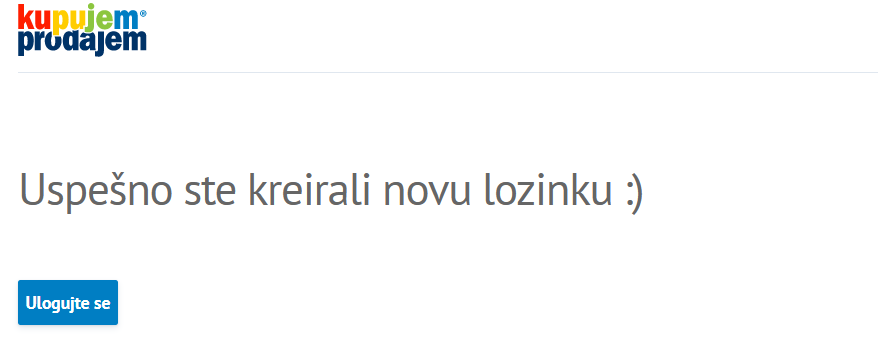 kupujem®
prodajem
Uspešno ste kreirali novu lozinku :)
Ulogujte se